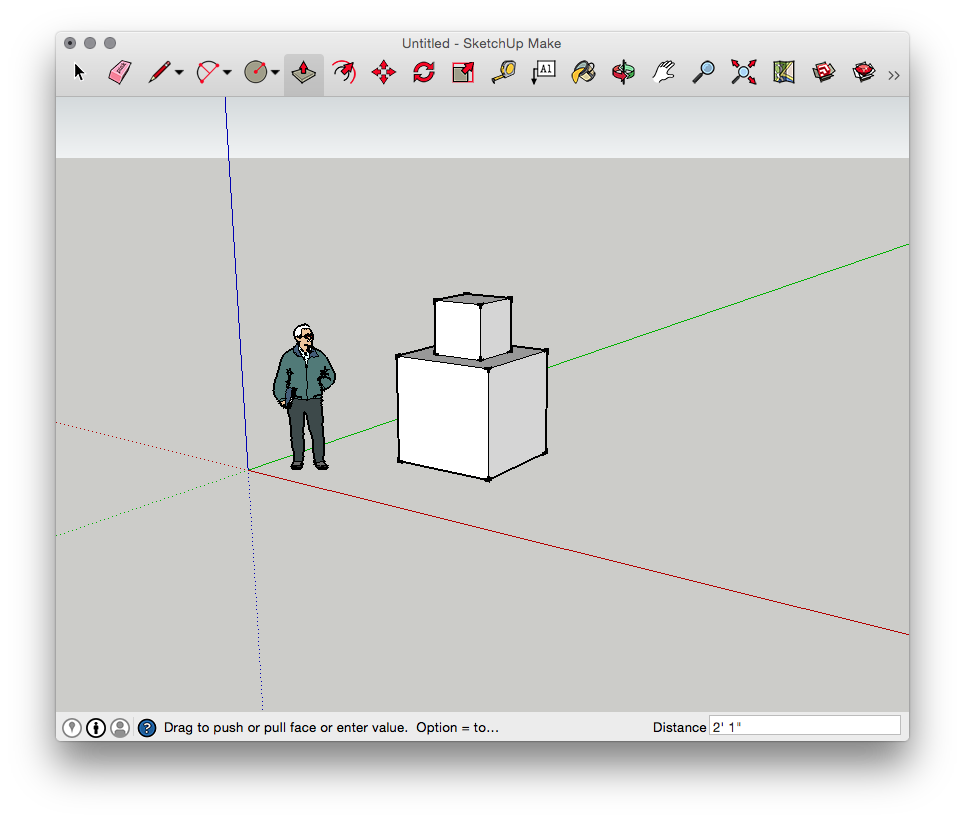 Untitled - SketchUp Make
A1
Drag to push or pull face or enter value. Option = to…
Distance 2' 1"